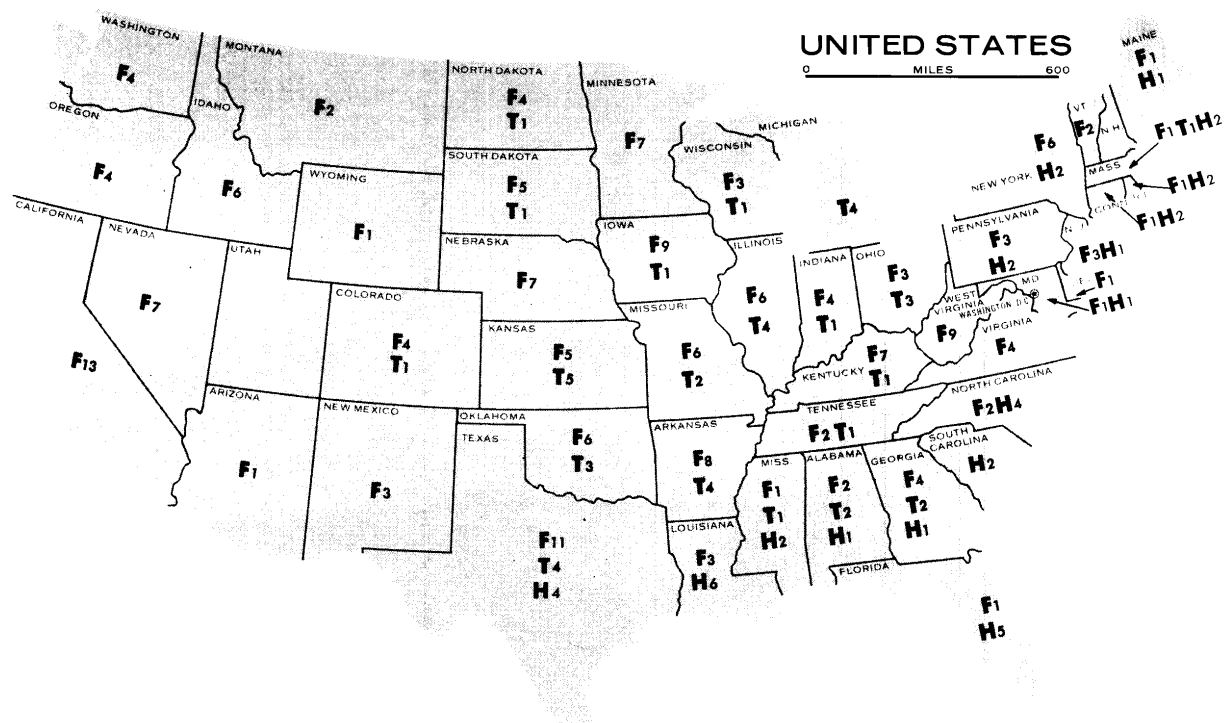 UNITED STATES
0 MILES 600
WASHINGTON
F4
MONTANA
F2
NORTH DAKOTA
F4
T1
MINNESOTA
F7
MICHIGAN
T4
MAINE
F1
H1
OREGON
F4
IDAHO
F6
WYOMING
F1
SOUTH DAKOTA
F5
T1
WISCONSIN
F3
T1
NEW YORK
F6
H2
VT
F2
N H
MASS
F1T1H2
F1H2
F1H2
CALIFORNIA
F13
NEVADA
F7
UTAH
COLORADO
F4
T1
NEBRASKA
F7
IOWA
F9
T1
ILLINOIS
F6
T4
INDIANA
F4
T1
OHIO
F3
T3
PENNSYLVANIA
F3
H2
N J
F3H1
F1
MD
F1H1
WEST
VIRGINIA
F9
WASHINGTON D.C.
VIRGINIA
F4
KANSAS
F5
T5
MISSOURI
F6
T2
KENTUCKY
F7
T1
ARIZONA
F1
NEW MEXICO
F3
OKLAHOMA
F6
T3
TEXAS
F11
T4
H4
ARKANSAS
F8
T4
TENNESSEE
F2 T1
NORTH CAROLINA
F2H4
SOUTH
CAROLINA
H2
LOUISIANA
F3
H6
MISS
F1
T1
H2
ALABAMA
F2
T2
H1
GEORGIA
F4
T2
H1
FLORIDA
F1
H5